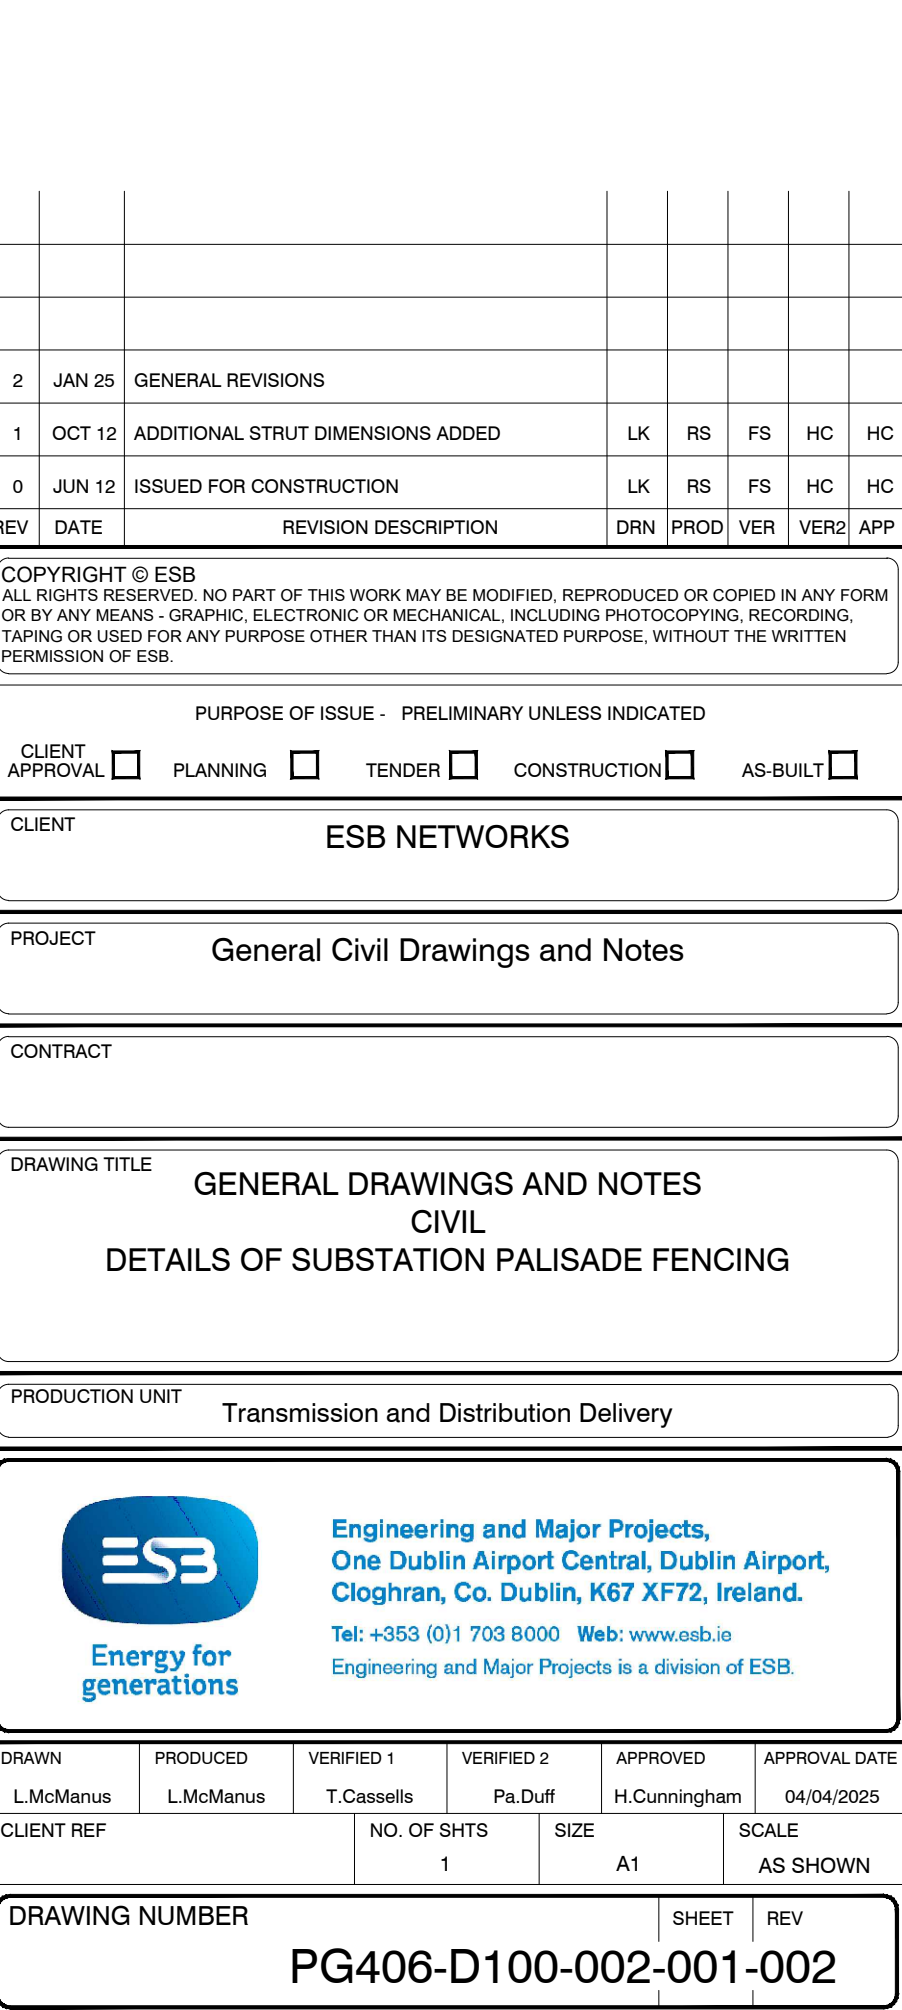 2 JAN 25 GENERAL REVISIONS
1 OCT 12 ADDITIONAL STRUT DIMENSIONS ADDED LK RS FS HC HC
0 JUN 12 ISSUED FOR CONSTRUCTION LK RS FS HC HC
REV DATE REVISION DESCRIPTION DRN PROD VER VER2 APP
COPYRIGHT © ESB
ALL RIGHTS RESERVED. NO PART OF THIS WORK MAY BE MODIFIED, REPRODUCED OR COPIED IN ANY FORM
OR BY ANY MEANS - GRAPHIC, ELECTRONIC OR MECHANICAL, INCLUDING PHOTOCOPYING, RECORDING,
TAPING OR USED FOR ANY PURPOSE OTHER THAN ITS DESIGNATED PURPOSE, WITHOUT THE WRITTEN
PERMISSION OF ESB.
PURPOSE OF ISSUE - PRELIMINARY UNLESS INDICATED
CLIENT
APPROVAL PLANNING TENDER CONSTRUCTION AS-BUILT
CLIENT
ESB NETWORKS
PROJECT
General Civil Drawings and Notes
CONTRACT
DRAWING TITLE
GENERAL DRAWINGS AND NOTES
CIVIL
DETAILS OF SUBSTATION PALISADE FENCING
PRODUCTION UNIT
Transmission and Distribution Delivery
ESB
Energy for
generations
Engineering and Major Projects,
One Dublin Airport Central, Dublin Airport,
Cloghran, Co. Dublin, K67 XF72, Ireland.
Tel: +353 (0)1 703 8000 Web: www.esb.ie
Engineering and Major Projects is a division of ESB.
DRAWN PRODUCED VERIFIED 1 VERIFIED 2 APPROVED APPROVAL DATE
L.McManus L.McManus T.Cassells Pa.Duff H.Cunningham 04/04/2025
CLIENT REF NO. OF SHTS SIZE SCALE
1 A1 AS SHOWN
DRAWING NUMBER SHEET REV
PG406-D100-002-001-002